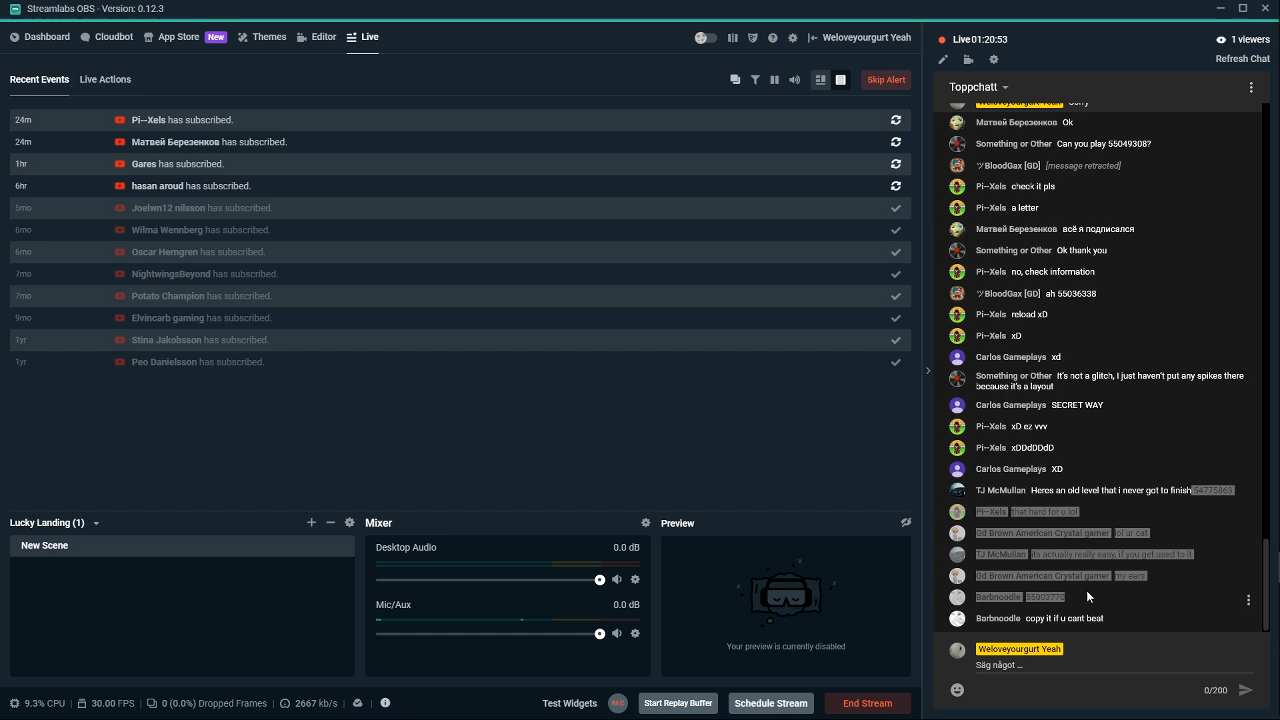 Streamlabs OBS - Version: 0.12.3
Dashboard Cloudbot App Store New Themes Editor Live Weloveyourgurt Yeah
Recent Events Live Actions Skip Alert
24m Pi--Xels has subscribed.
24m Матвей Березенков has subscribed.
1hr Gares has subscribed.
6hr hasan aroud has subscribed.
5mo Joelwn12 nilsson has subscribed.
6mo Wilma Wennberg has subscribed.
6mo Oscar Herngren has subscribed.
7mo NightwingsBeyond has subscribed.
7mo Potato Champion has subscribed.
9mo Elvincarb gaming has subscribed.
1yr Stina Jakobsson has subscribed.
1yr Peo Danielsson has subscribed.
Lucky Landing (1)
New Scene
Mixer
Desktop Audio 0.0 dB
Mic/Aux 0.0 dB
Preview
Your preview is currently disabled
9.3% CPU 30.00 FPS 0 (0.0%) Dropped Frames 2667 kb/s
Test Widgets REC Start Replay Buffer Schedule Stream End Stream
Live 01:20:53 1 viewers
Refresh Chat
Toppchatt
Weloveyourgurt Yeah Sorry
Матвей Березенков Ok
Something or Other Can you play 55049308?
ツBloodGax [GD] [message retracted]
Pi--Xels check it pls
Pi--Xels a letter
Матвей Березенков всё я подписался
Something or Other Ok thank you
Pi--Xels no, check information
ツBloodGax [GD] ah 55036338
Pi--Xels reload xD
Pi--Xels xD
Carlos Gameplays xd
Something or Other It's not a glitch, I just haven't put any spikes there
because it's a layout
Carlos Gameplays SECRET WAY
Pi--Xels xD ez vvv
Pi--Xels xDDdDDdD
Carlos Gameplays XD
TJ McMullan Heres an old level that i never got to finish 54775863
Pi--Xels that hard for u lol
Gd Brown American Crystal gamer lol ur cat
TJ McMullan its actually really easy, if you get used to it
Gd Brown American Crystal gamer my ears
Barbnoodle 55003770
Barbnoodle copy it if u cant beat
Weloveyourgurt Yeah
Säg något ...
0/200